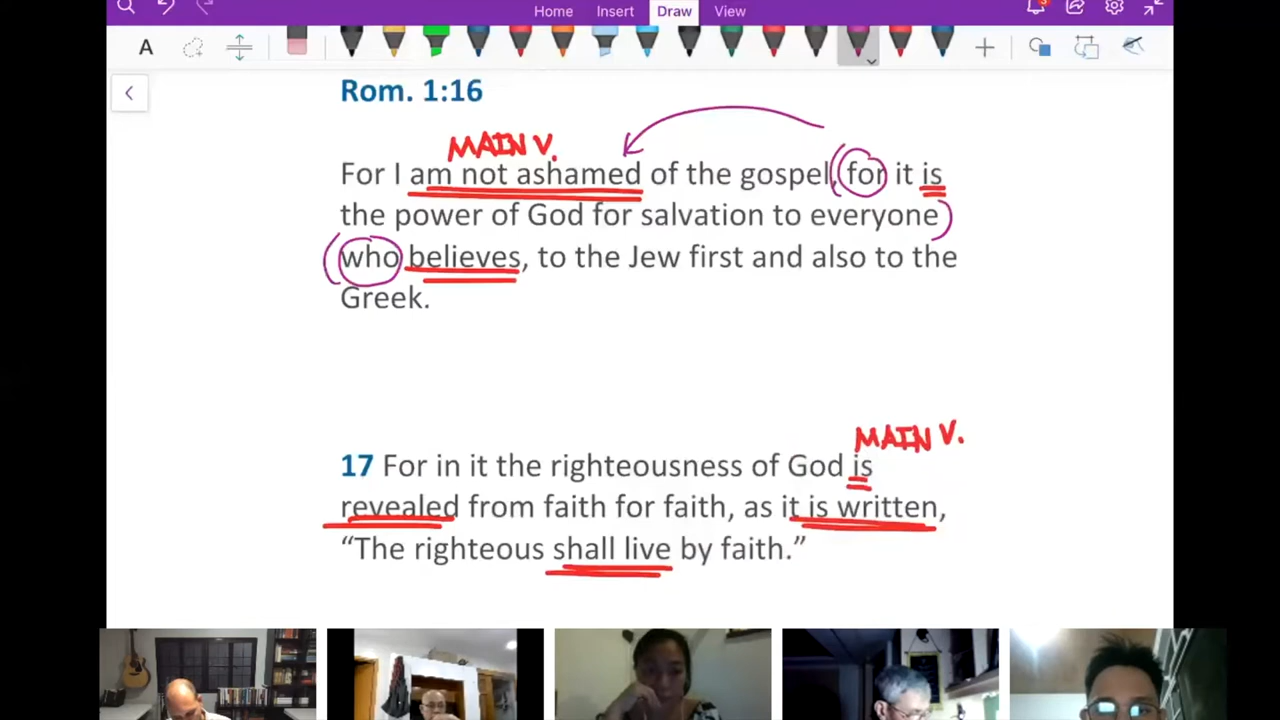 Home Insert Draw View
A
Rom. 1:16
MAIN V.
For I am not ashamed of the gospel, for it is
the power of God for salvation to everyone
who believes, to the Jew first and also to the
Greek.
MAIN V.
17 For in it the righteousness of God is
revealed from faith for faith, as it is written,
“The righteous shall live by faith.”